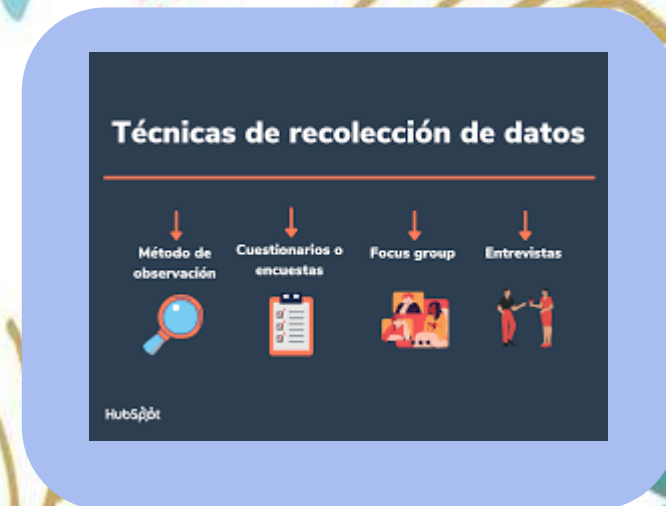 Técnicas de recolección de datos
Método de
observación
Cuestionarios o
encuestas
Focus group
Entrevistas
HubSpot